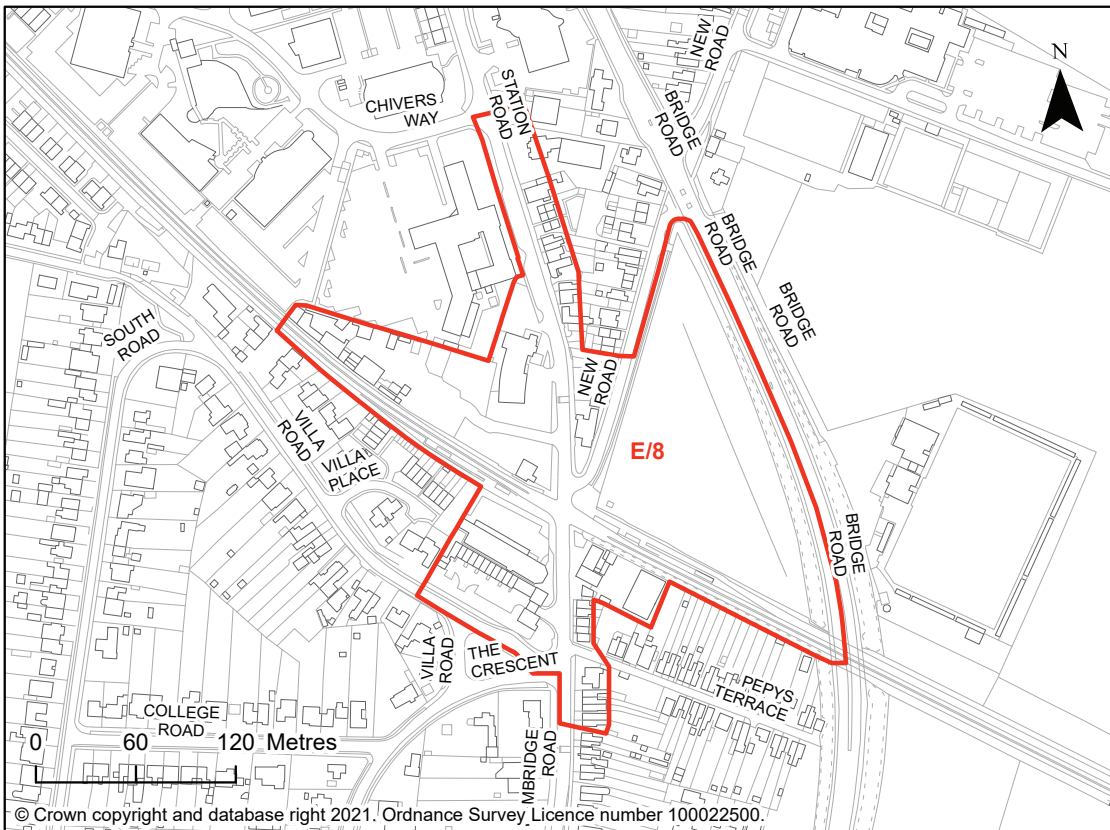 NEW
ROAD
N
STATION
ROAD
CHIVERS
WAY
BRIDGE
ROAD
BRIDGE
ROAD
BRIDGE
ROAD
SOUTH
ROAD
NEW
ROAD
VILLA
ROAD
VILLA
PLACE
E/8
BRIDGE
ROAD
VILLA
ROAD
THE
CRESCENT
PEPYS
TERRACE
COLLEGE
ROAD
MBRIDGE
ROAD
0 60 120 Metres
© Crown copyright and database right 2021. Ordnance Survey Licence number 100022500.